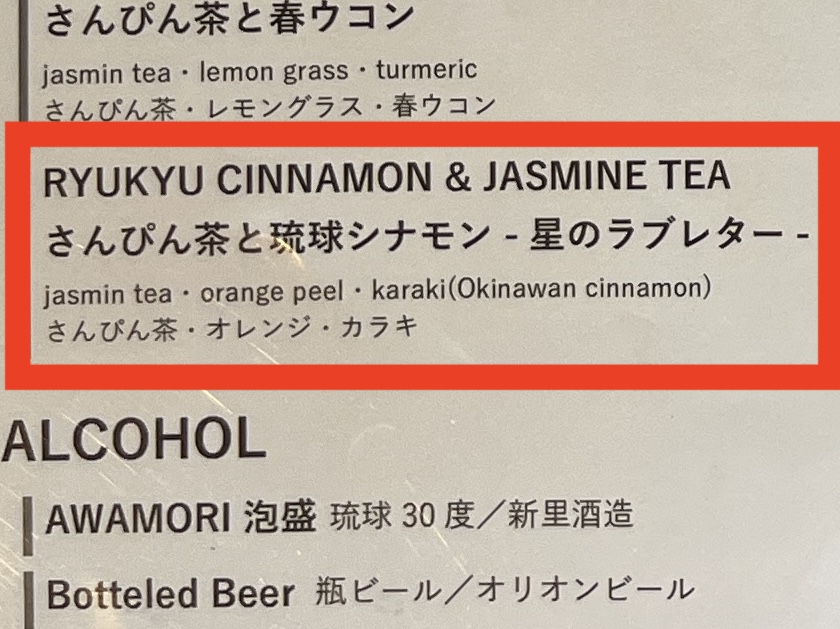 さんぴん茶と春ウコン
jasmin tea・lemon grass・turmeric
さんぴん茶・レモングラス・春ウコン
RYUKYU CINNAMON & JASMINE TEA
さんぴん茶と琉球シナモン - 星のラブレター -
jasmin tea・orange peel・karaki(Okinawan cinnamon)
さんぴん茶・オレンジ・カラキ
ALCOHOL
AWAMORI 泡盛 琉球 30 度／新里酒造
Botteled Beer 瓶ビール／オリオンビール